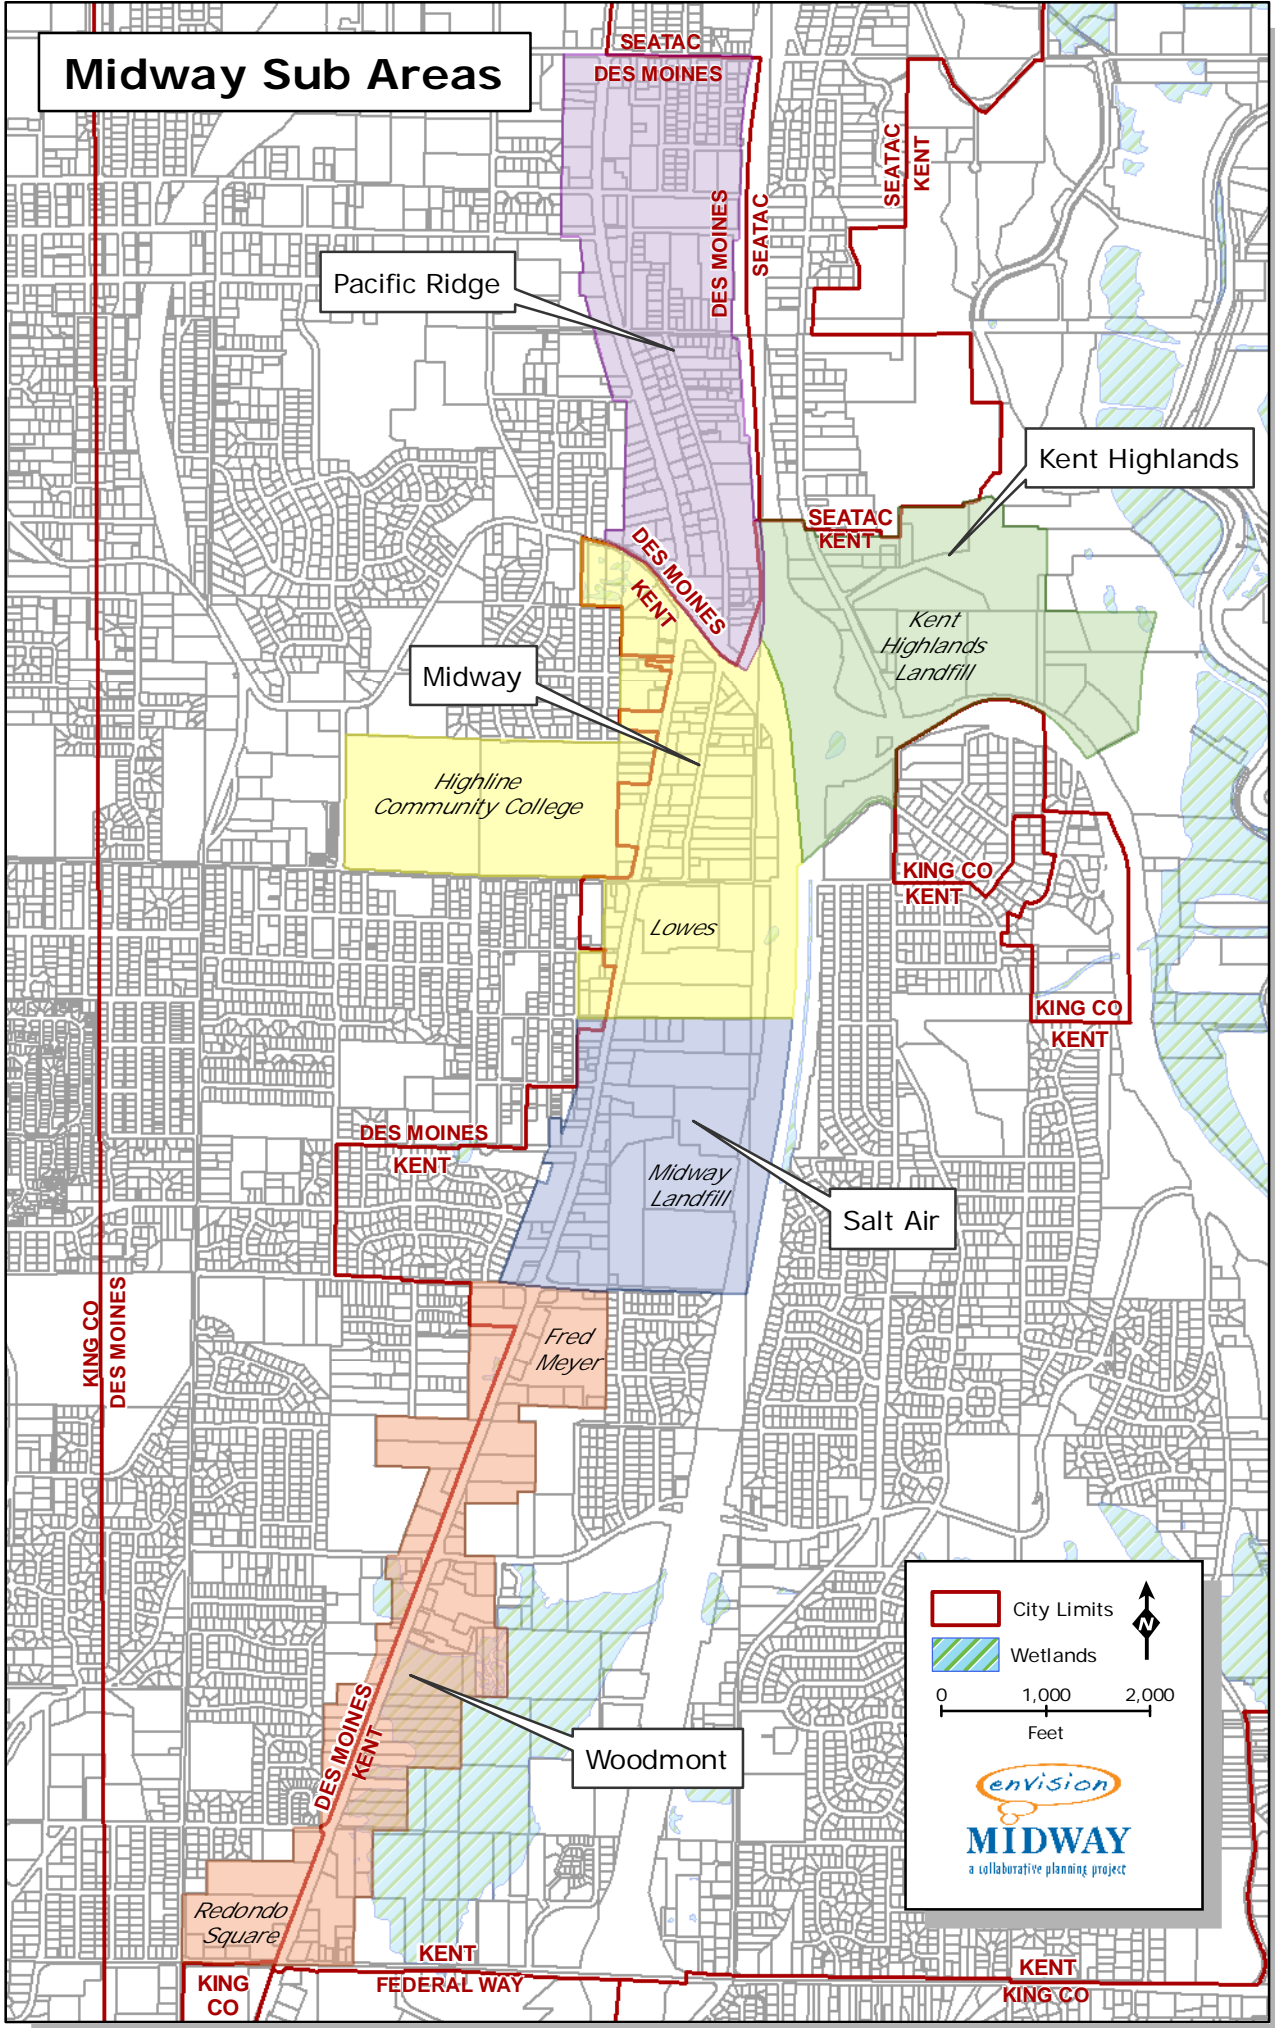 Midway Sub Areas
SEATAC
DES MOINES
SEATAC
KENT
DES MOINES
SEATAC
Pacific Ridge
Kent Highlands
SEATAC
KENT
DES MOINES
KENT
Kent
Highlands
Landfill
Midway
Highline
Community College
KING CO
KENT
Lowes
KING CO
KENT
DES MOINES
KENT
Midway
Landfill
Salt Air
KING CO
DES MOINES
Fred
Meyer
City Limits
N
Wetlands
0 1,000 2,000
Feet
DES MOINES
KENT
Woodmont
envision
MIDWAY
a collaborative planning project
Redondo
Square
KENT
FEDERAL WAY
KING
CO
KENT
KING CO